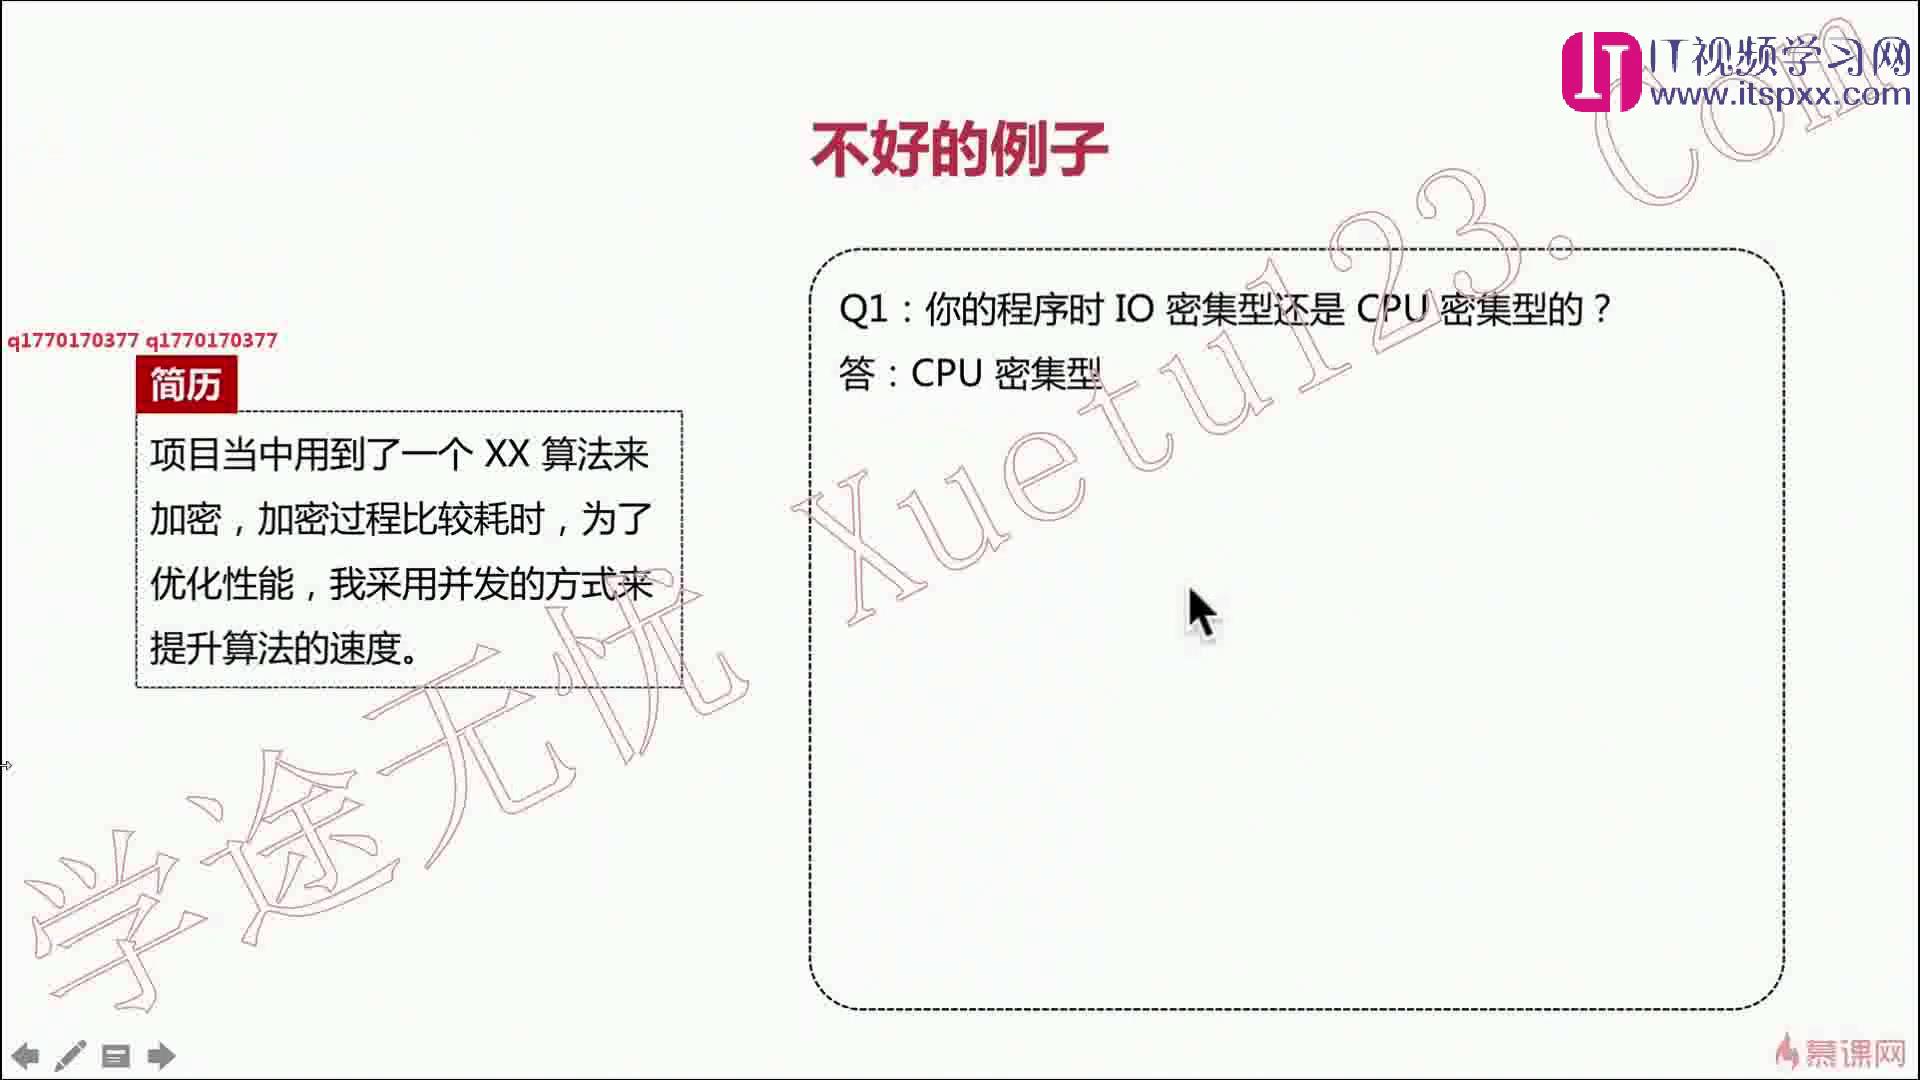 IT视频学习网
www.itspxx.com
不好的例子
q1770170377 q1770170377
简历
项目当中用到了一个 XX 算法来
加密，加密过程比较耗时，为了
优化性能，我采用并发的方式来
提升算法的速度。
Q1：你的程序时 IO 密集型还是 CPU 密集型的？
答：CPU 密集型
学途无忧 Xuetu123.Com
慕课网